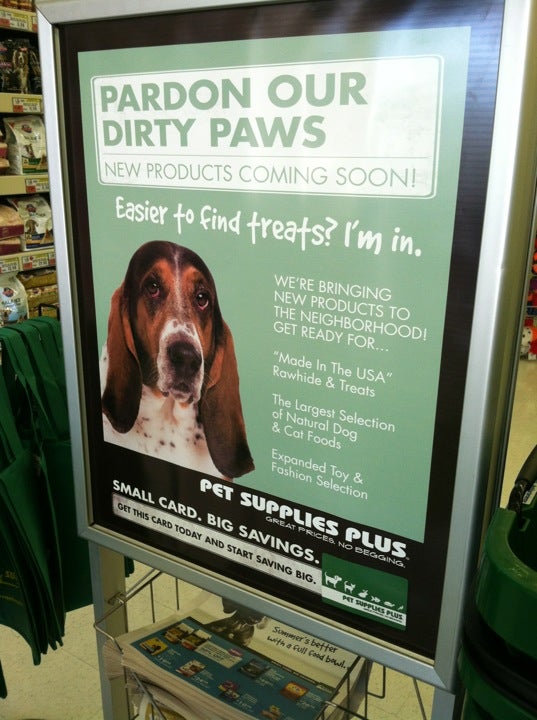 PARDON OUR
DIRTY PAWS
NEW PRODUCTS COMING SOON!
Easier to find treats? I'm in.
WE'RE BRINGING
NEW PRODUCTS TO
THE NEIGHBORHOOD!
GET READY FOR...
"Made In The USA"
Rawhide & Treats
The Largest Selection
of Natural Dog
& Cat Foods
Expanded Toy &
Fashion Selection
PET SUPPLIES PLUS
GREAT PRICES. NO BEGGING.
SMALL CARD. BIG SAVINGS.
GET THIS CARD TODAY AND START SAVING BIG.
PET SUPPLIES PLUS
Summer's better
with a full food bowl.